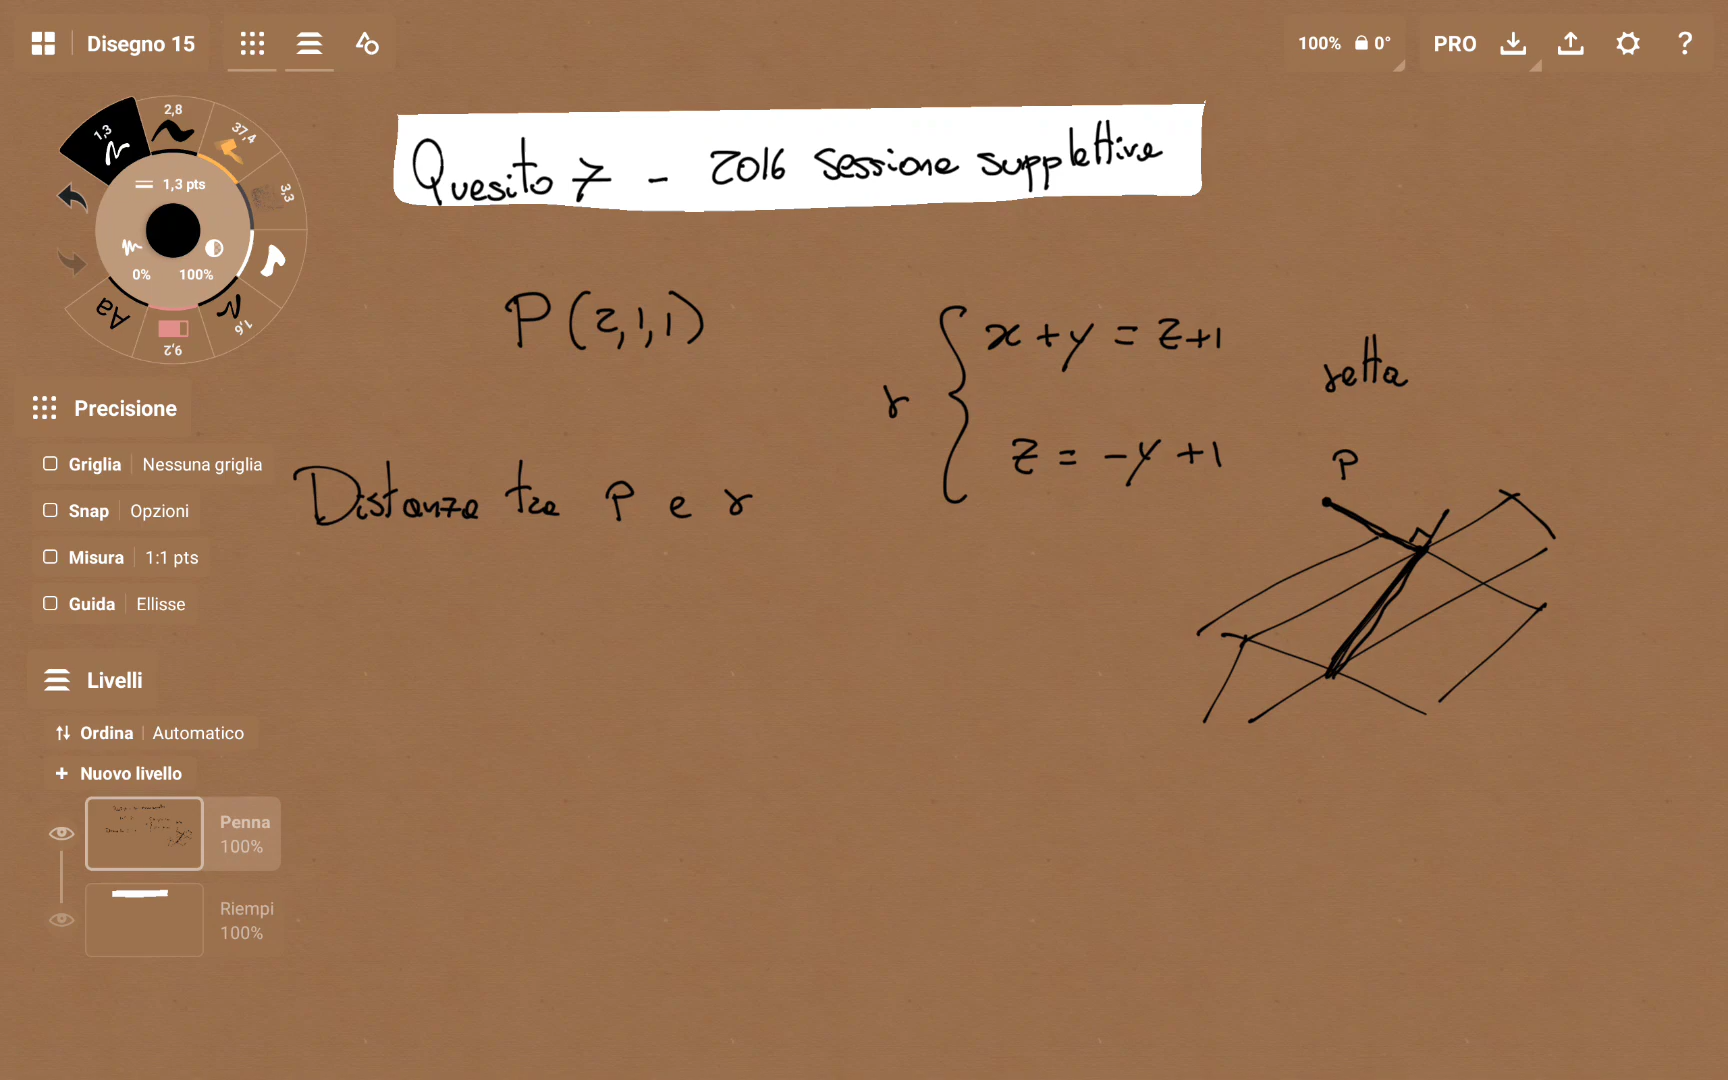 Disegno 15
100% 0° PRO ?
Quesito 7 - 2016 sessione supplettiva
2,8
1,3
37,4
3,3
1,3 pts
0% 100%
Aa
9,2
1,6
P(2,1,1)
r { x + y = z+1
z = -y +1
retta
P
Distanza tra P e r
Precisione
Griglia Nessuna griglia
Snap Opzioni
Misura 1:1 pts
Guida Ellisse
Livelli
Ordina Automatico
+ Nuovo livello
Penna
100%
Riempi
100%